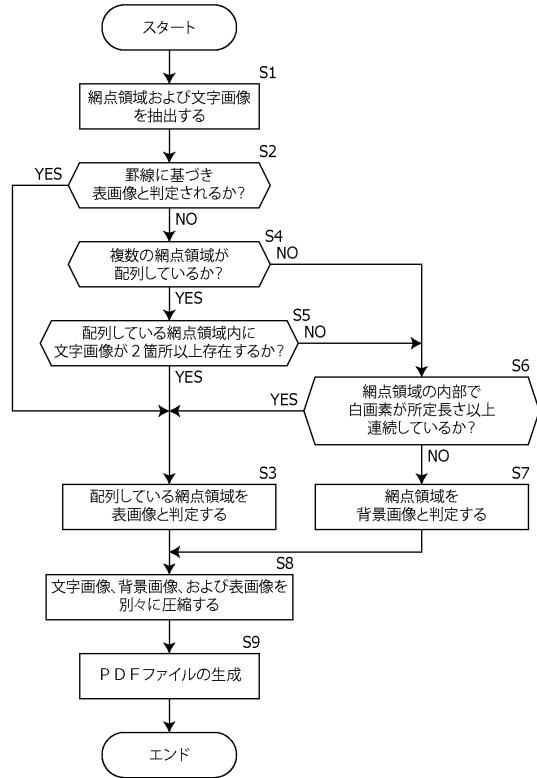 スタート
S1
網点領域および文字画像
を抽出する
S2
罫線に基づき
表画像と判定されるか?
YES
NO
S4
複数の網点領域が
配列しているか?
NO
YES
S5
配列している網点領域内に
文字画像が2箇所以上存在するか?
NO
YES
S6
網点領域の内部で
白画素が所定長さ以上
連続しているか?
YES
NO
S3
配列している網点領域を
表画像と判定する
S7
網点領域を
背景画像と判定する
S8
文字画像、背景画像、および表画像を
別々に圧縮する
S9
PDFファイルの生成
エンド